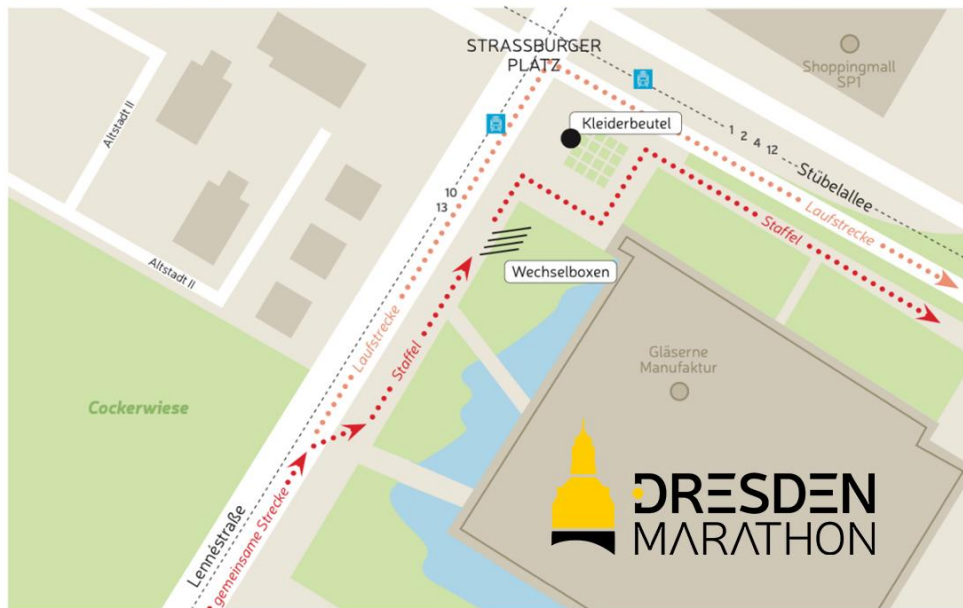 STRASSBURGER
PLATZ
Shoppingmall
SP1
Altstadt II
Kleiderbeutel
1 2 4 12
Stübelallee
10
13
Laufstrecke
Staffel
Altstadt II
Wechselboxen
Laufstrecke
Staffel
Gläserne
Manufaktur
Cockerwiese
Lennéstraße
gemeinsame Strecke
DRESDEN
MARATHON